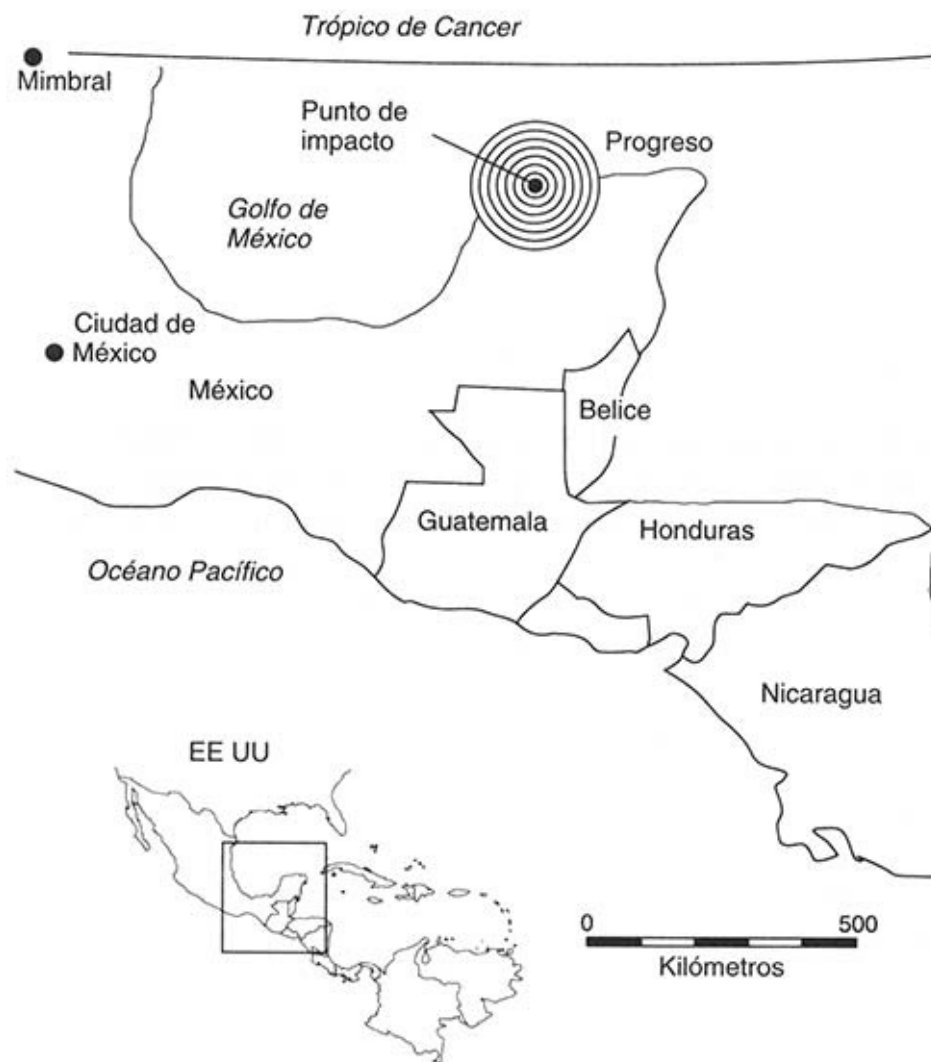 Trópico de Cancer
Mimbral
Punto de
impacto
Progreso
Golfo de
México
Ciudad de
México
México
Belice
Guatemala
Honduras
Océano Pacífico
Nicaragua
EE UU
0 500
Kilómetros